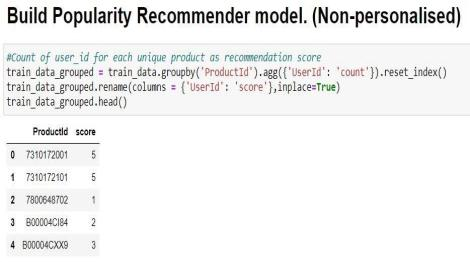 Build Popularity Recommender model. (Non-personalised)
#Count of user_id for each unique product as recommendation score
train_data_grouped = train_data.groupby('ProductId').agg({'UserId': 'count'}).reset_index()
train_data_grouped.rename(columns = {'UserId': 'score'},inplace=True)
train_data_grouped.head()
ProductId score
0 7310172001 5
1 7310172101 5
2 7800648702 1
3 B00004CI84 2
4 B00004CXX9 3